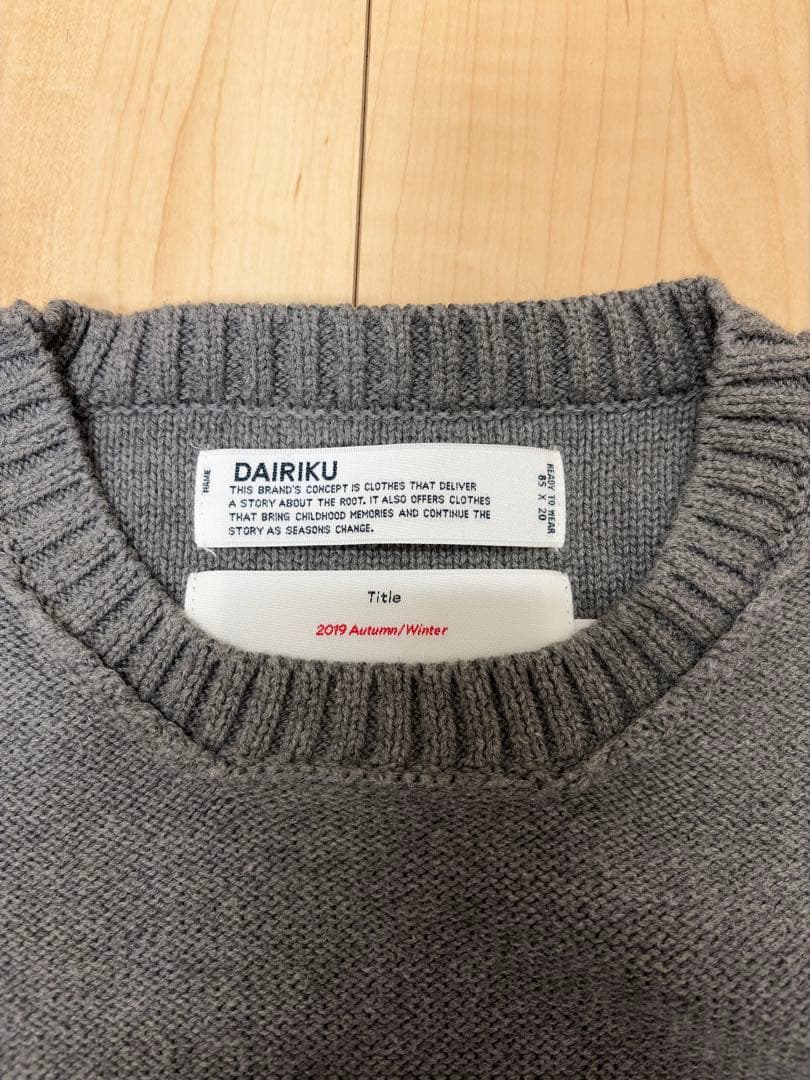 NAME
DAIRIKU
THIS BRAND'S CONCEPT IS CLOTHES THAT DELIVER
A STORY ABOUT THE ROOT. IT ALSO OFFERS CLOTHES
THAT BRING CHILDHOOD MEMORIES AND CONTINUE THE
STORY AS SEASONS CHANGE.
READY TO WEAR
85 X 20
Title
2019 Autumn/Winter